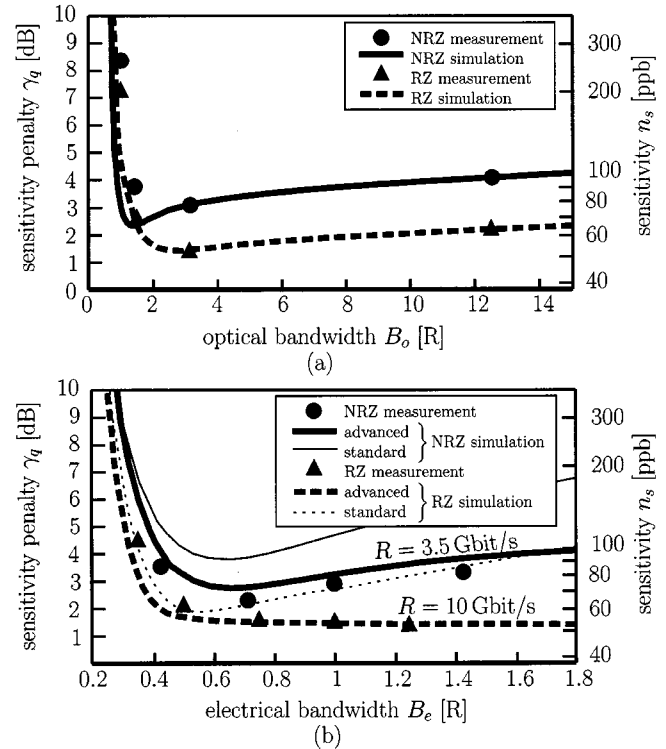 sensitivity penalty γq [dB]
10
9
8
7
6
5
4
3
2
1
0
NRZ measurement
NRZ simulation
RZ measurement
RZ simulation
300
200
100
80
60
40
sensitivity ns [ppb]
0 2 4 6 8 10 12 14
optical bandwidth Bo [R]
(a)
sensitivity penalty γq [dB]
10
9
8
7
6
5
4
3
2
1
NRZ measurement
advanced
standard } NRZ simulation
RZ measurement
advanced
standard } RZ simulation
R = 3.5 Gbit/s
R = 10 Gbit/s
300
200
100
80
60
40
sensitivity ns [ppb]
0.2 0.4 0.6 0.8 1 1.2 1.4 1.6 1.8
electrical bandwidth Be [R]
(b)